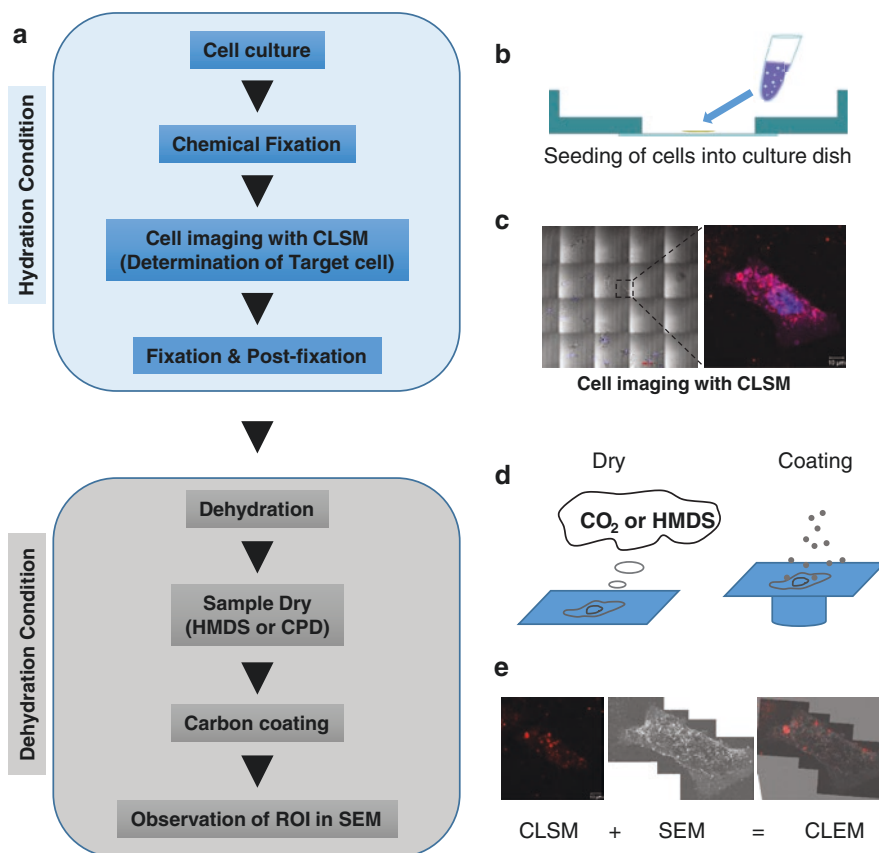 a
Hydration Condition
Cell culture
Chemical Fixation
Cell imaging with CLSM
(Determination of Target cell)
Fixation & Post-fixation
Dehydration Condition
Dehydration
Sample Dry
(HMDS or CPD)
Carbon coating
Observation of ROI in SEM
b
Seeding of cells into culture dish
c
10 µm
Cell imaging with CLSM
d
Dry
Coating
CO₂ or HMDS
e
CLSM + SEM = CLEM